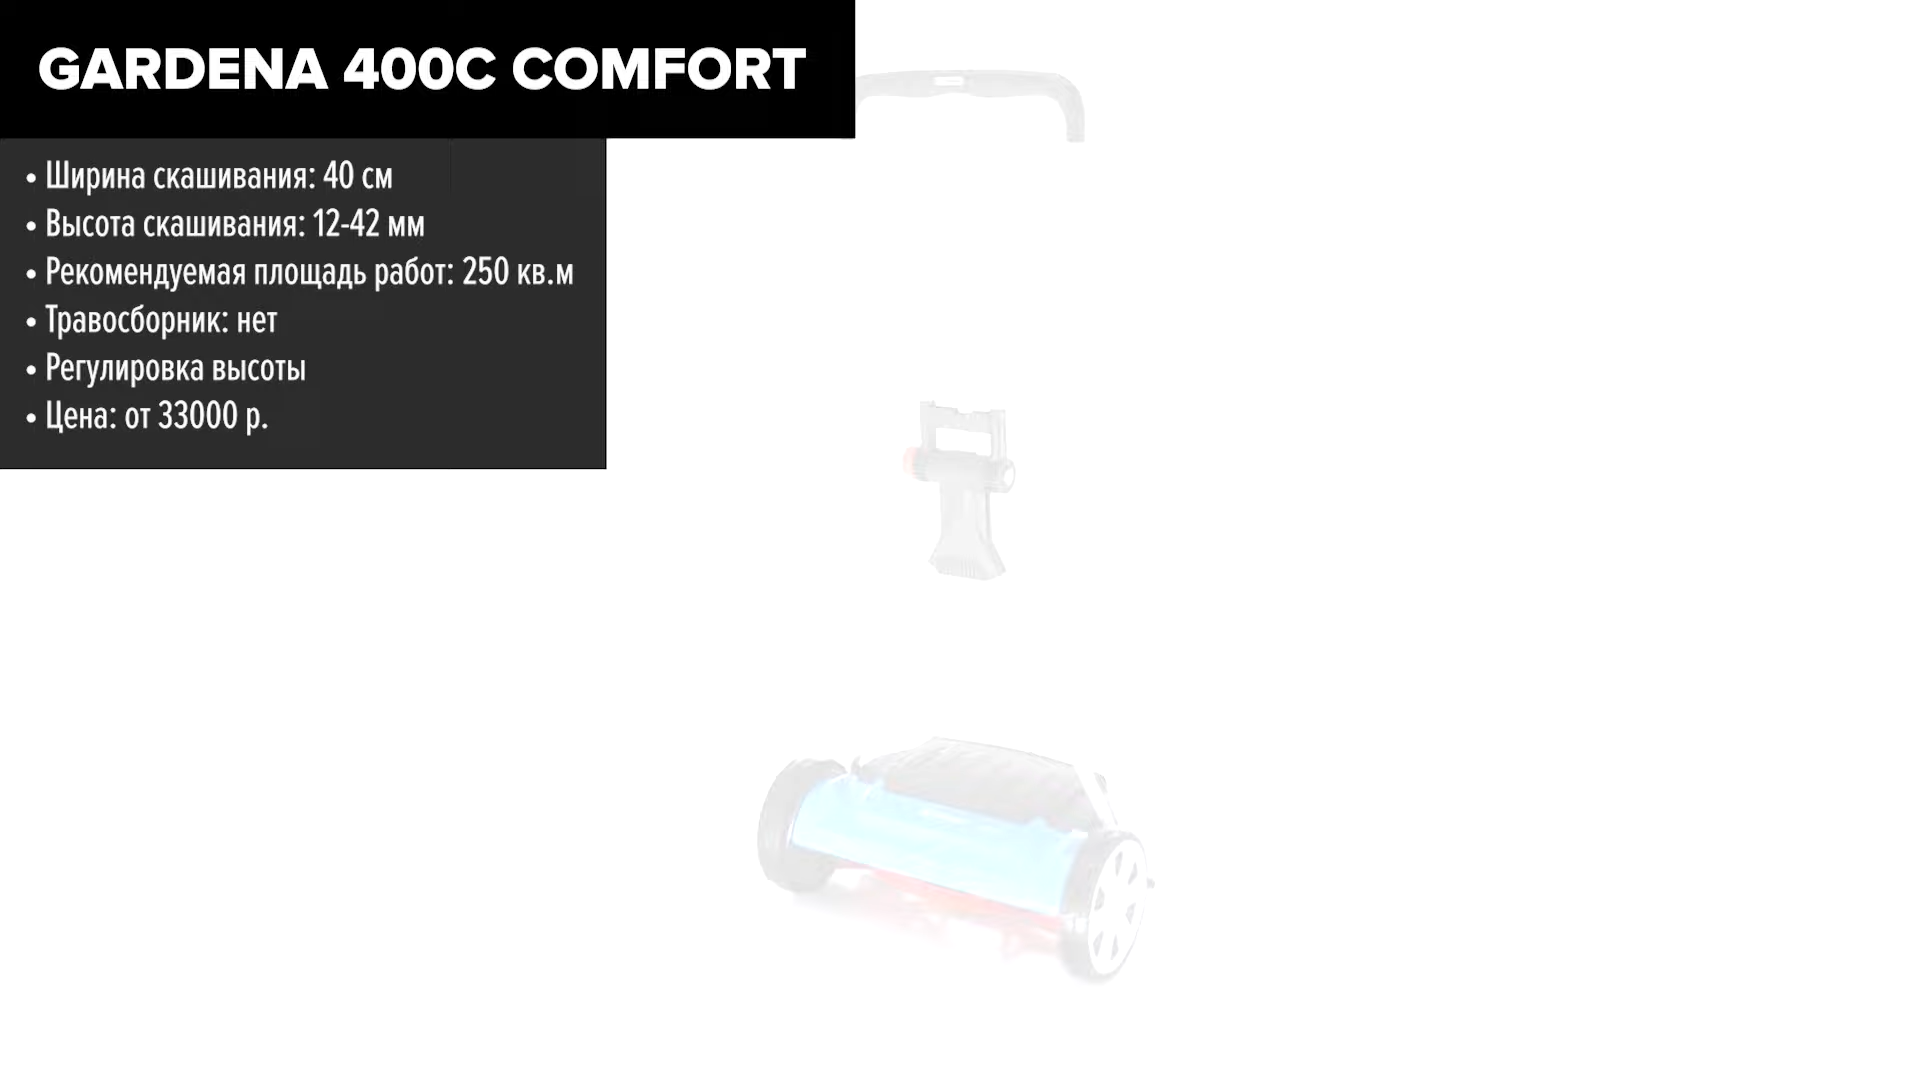 GARDENA 400C COMFORT
• Ширина скашивания: 40 см
• Высота скашивания: 12-42 мм
• Рекомендуемая площадь работ: 250 кв.м
• Травосборник: нет
• Регулировка высоты
• Цена: от 33000 р.